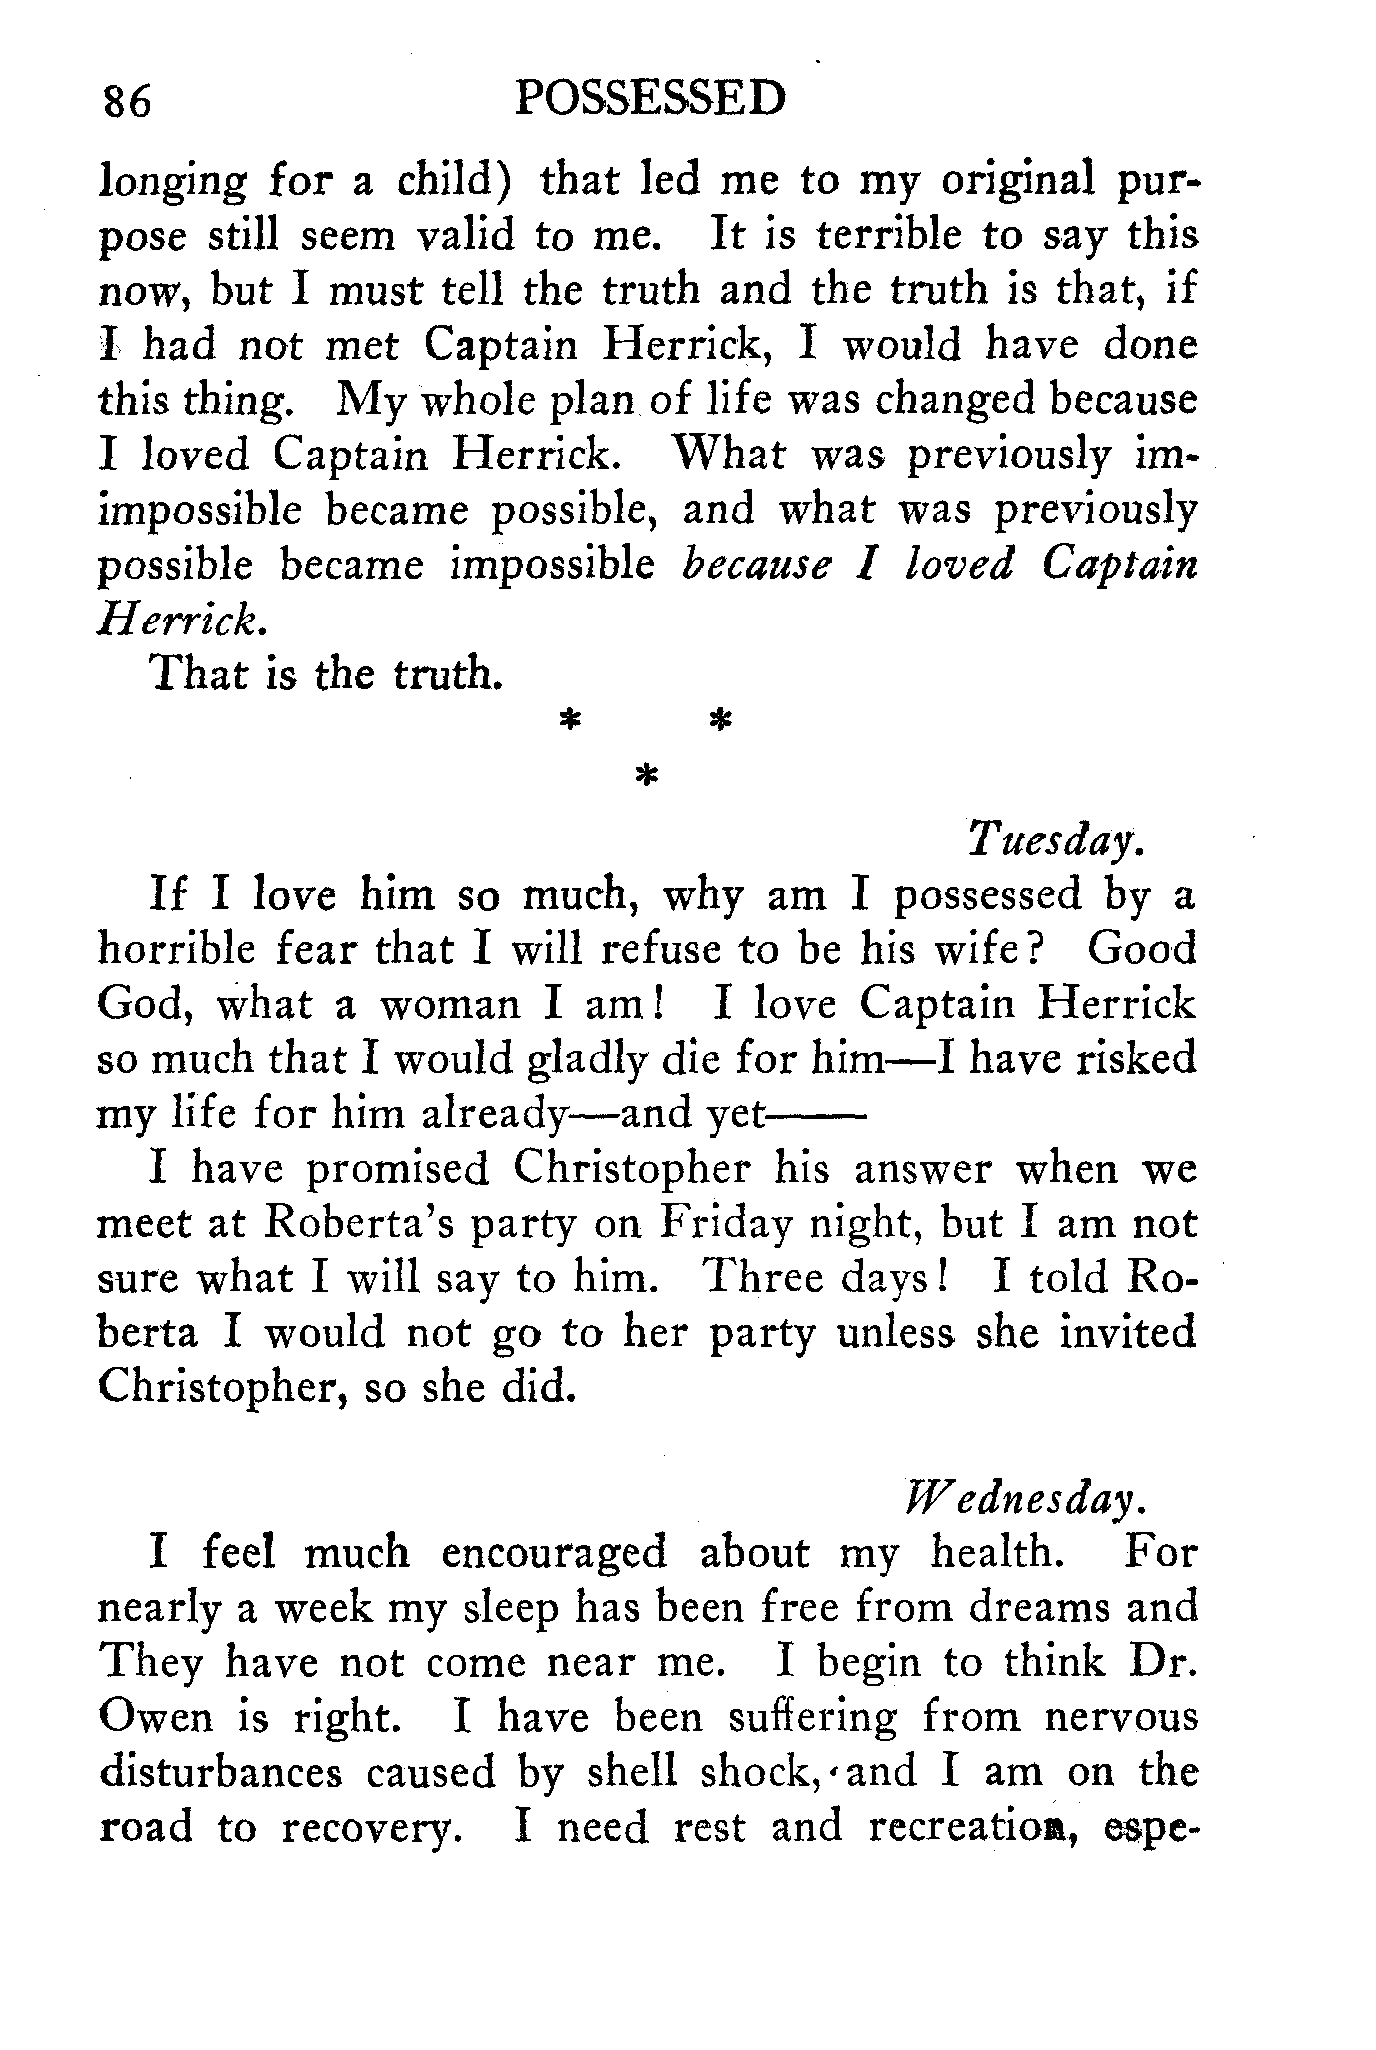 86 POSSESSED
longing for a child) that led me to my original pur-
pose still seem valid to me. It is terrible to say this
now, but I must tell the truth and the truth is that, if
I had not met Captain Herrick, I would have done
this thing. My whole plan of life was changed because
I loved Captain Herrick. What was previously im-
impossible became possible, and what was previously
possible became impossible because I loved Captain
Herrick.
That is the truth.
* *
*
Tuesday.
If I love him so much, why am I possessed by a
horrible fear that I will refuse to be his wife? Good
God, what a woman I am! I love Captain Herrick
so much that I would gladly die for him—I have risked
my life for him already—and yet——
I have promised Christopher his answer when we
meet at Roberta's party on Friday night, but I am not
sure what I will say to him. Three days! I told Ro-
berta I would not go to her party unless she invited
Christopher, so she did.
Wednesday.
I feel much encouraged about my health. For
nearly a week my sleep has been free from dreams and
They have not come near me. I begin to think Dr.
Owen is right. I have been suffering from nervous
disturbances caused by shell shock, and I am on the
road to recovery. I need rest and recreation, espe-